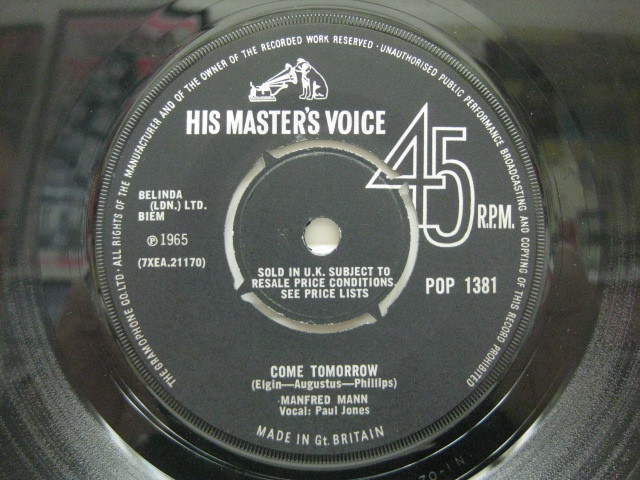 THE GRAMOPHONE CO. LTD · ALL RIGHTS OF THE MANUFACTURER AND OF THE OWNER OF THE RECORDED WORK RESERVED · UNAUTHORISED PUBLIC PERFORMANCE BROADCASTING AND COPYING OF THIS RECORD PROHIBITED
HIS MASTER'S VOICE
45
R.P.M.
BELINDA
(LDN.) LTD.
BIEM
℗ 1965
(7XEA.21170)
SOLD IN U.K. SUBJECT TO
RESALE PRICE CONDITIONS.
SEE PRICE LISTS
POP 1381
COME TOMORROW
(Elgin—Augustus—Phillips)
MANFRED MANN
Vocal: Paul Jones
MADE IN Gt. BRITAIN